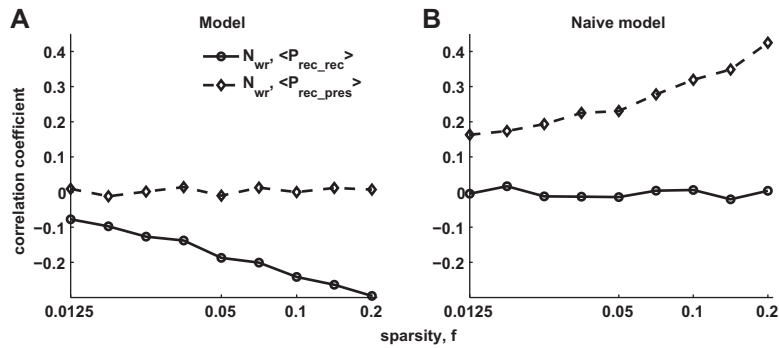 A
Model
B
Naive model
correlation coefficient
0.4
0.3
0.2
0.1
0
−0.1
−0.2
N_wr, <P_rec_rec>
N_wr, <P_rec_pres>
0.0125
0.05
0.1
0.2
0.4
0.3
0.2
0.1
0
−0.1
−0.2
0.0125
0.05
0.1
0.2
sparsity, f